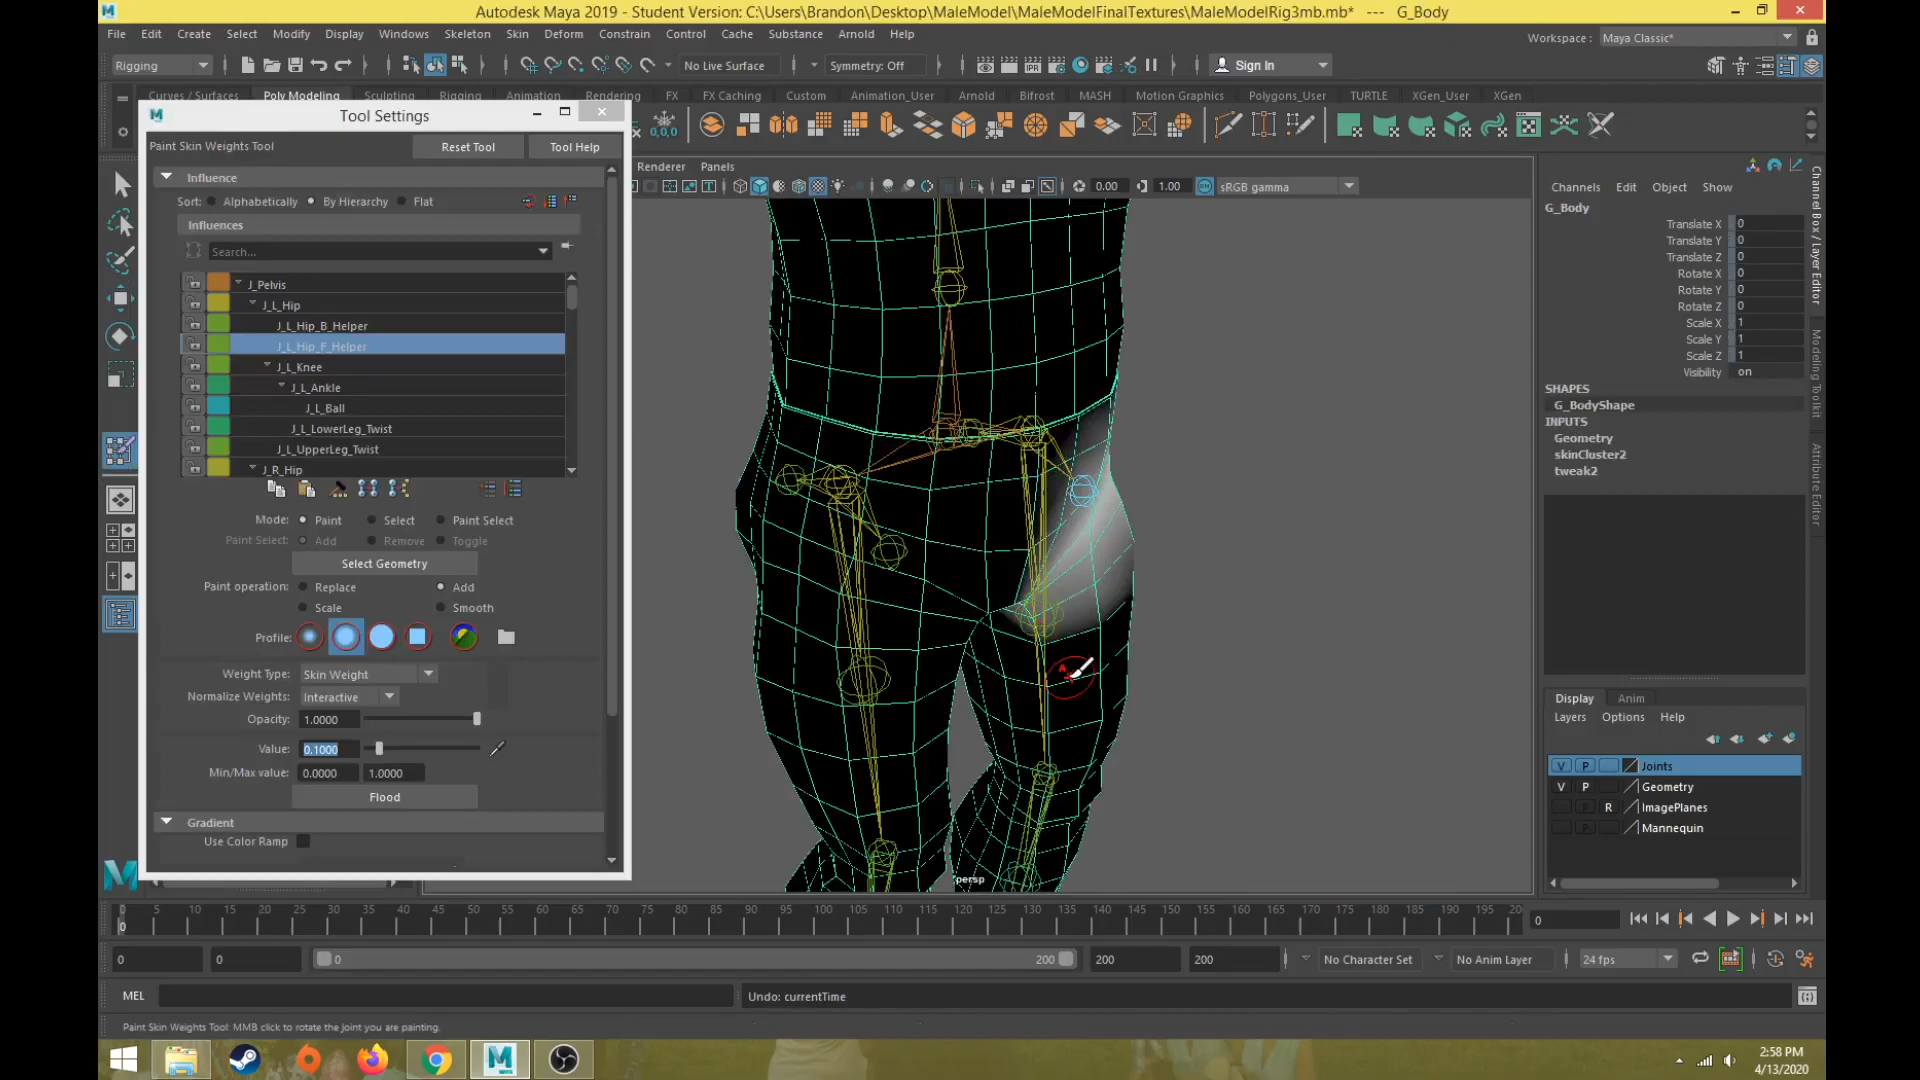 Autodesk Maya 2019 - Student Version: C:\Users\Brandon\Desktop\MaleModel\MaleModelFinalTextures\MaleModelRig3mb.mb* --- G_Body
File Edit Create Select Modify Display Windows Skeleton Skin Deform Constrain Control Cache Substance Arnold Help
Workspace : Maya Classic*
Rigging
No Live Surface
Symmetry: Off
Sign In
Curves / Surfaces Poly Modeling Sculpting Rigging Animation Rendering FX FX Caching Custom Animation_User Arnold Bifrost MASH Motion Graphics Polygons_User TURTLE XGen_User XGen
Tool Settings
Paint Skin Weights Tool
Reset Tool
Tool Help
Renderer Panels
0.00
1.00
sRGB gamma
Influence
Sort: Alphabetically By Hierarchy Flat
Influences
Search...
J_Pelvis
J_L_Hip
J_L_Hip_B_Helper
J_L_Hip_F_Helper
J_L_Knee
J_L_Ankle
J_L_Ball
J_L_LowerLeg_Twist
J_L_UpperLeg_Twist
J_R_Hip
Mode: Paint Select Paint Select
Paint Select: Add Remove Toggle
Select Geometry
Paint operation: Replace Add
Scale Smooth
Profile:
Weight Type: Skin Weight
Normalize Weights: Interactive
Opacity: 1.0000
Value: 0.1000
Min/Max value: 0.0000 1.0000
Flood
Gradient
Use Color Ramp
persp
Channels Edit Object Show
G_Body
Translate X 0
Translate Y 0
Translate Z 0
Rotate X 0
Rotate Y 0
Rotate Z 0
Scale X 1
Scale Y 1
Scale Z 1
Visibility on
SHAPES
G_BodyShape
INPUTS
Geometry
skinCluster2
tweak2
Channel Box / Layer Editor
Modeling Toolkit
Attribute Editor
Display Anim
Layers Options Help
V P Joints
V P Geometry
P R ImagePlanes
P Mannequin
0 5 10 15 20 25 30 35 40 45 50 55 60 65 70 75 80 85 90 95 100 105 110 115 120 125 130 135 140 145 150 155 160 165 170 175 180 185 190 195 20
0
0
0 0 0 200 200 200
No Character Set
No Anim Layer
24 fps
MEL
Undo: currentTime
Paint Skin Weights Tool: MMB click to rotate the joint you are painting.
2:58 PM
4/13/2020